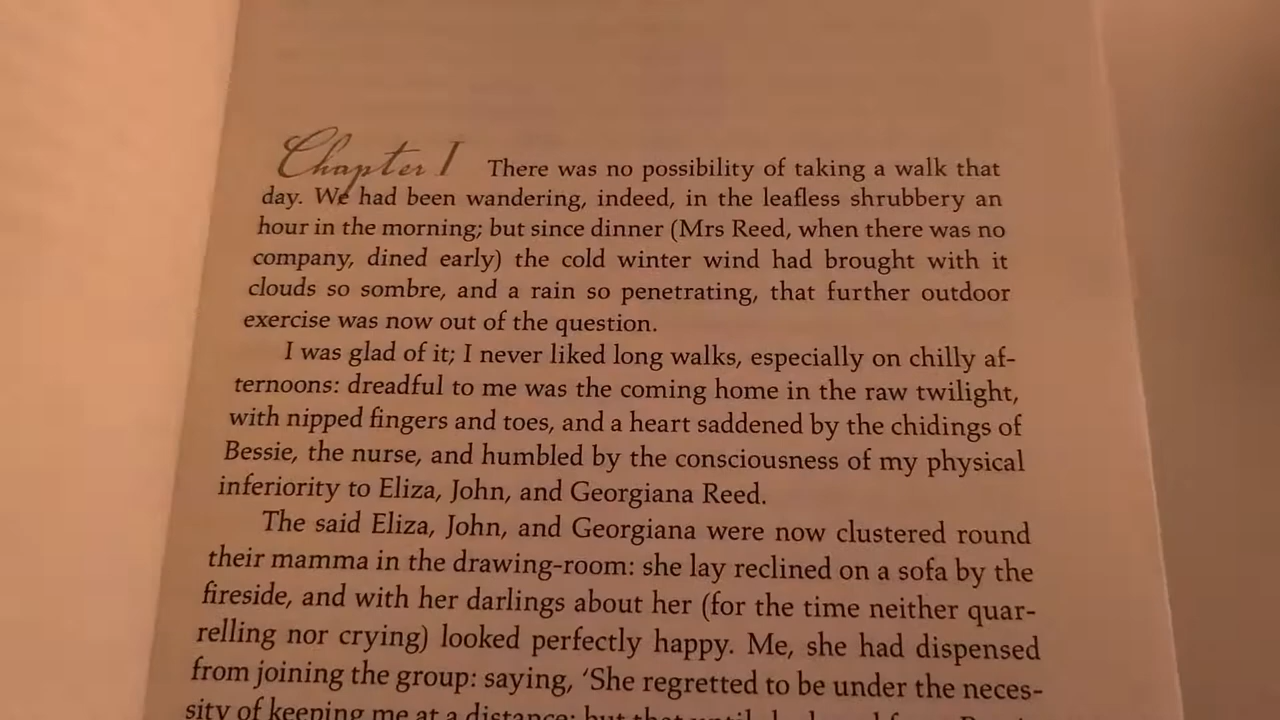 Chapter I There was no possibility of taking a walk that
day. We had been wandering, indeed, in the leafless shrubbery an
hour in the morning; but since dinner (Mrs Reed, when there was no
company, dined early) the cold winter wind had brought with it
clouds so sombre, and a rain so penetrating, that further outdoor
exercise was now out of the question.
I was glad of it; I never liked long walks, especially on chilly af-
ternoons: dreadful to me was the coming home in the raw twilight,
with nipped fingers and toes, and a heart saddened by the chidings of
Bessie, the nurse, and humbled by the consciousness of my physical
inferiority to Eliza, John, and Georgiana Reed.
The said Eliza, John, and Georgiana were now clustered round
their mamma in the drawing-room: she lay reclined on a sofa by the
fireside, and with her darlings about her (for the time neither quar-
relling nor crying) looked perfectly happy. Me, she had dispensed
from joining the group: saying, ‘She regretted to be under the neces-
sity of keeping me at a distance; but that until